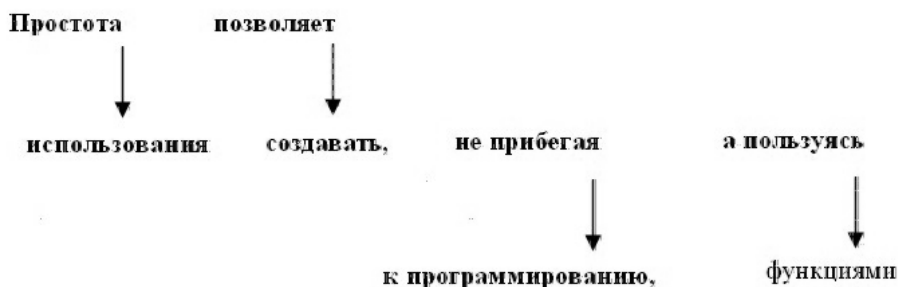 Простота позволяет
использования создавать, не прибегая а пользуясь
к программированию, функциями